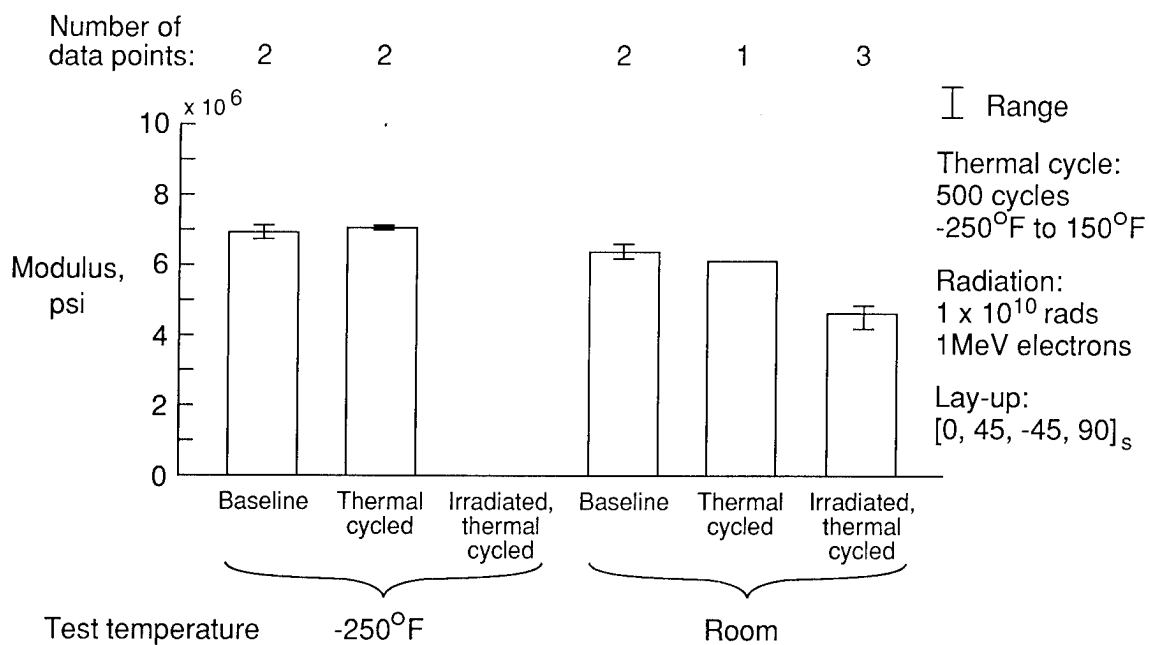 Number of
data points: 2 2 2 1 3
x 10^6
10
8
6
4
2
0
Modulus,
psi
Range
Thermal cycle:
500 cycles
-250°F to 150°F
Radiation:
1 x 10^10 rads
1MeV electrons
Lay-up:
[0, 45, -45, 90]s
Baseline
Thermal
cycled
Irradiated,
thermal
cycled
Baseline
Thermal
cycled
Irradiated,
thermal
cycled
Test temperature -250°F Room